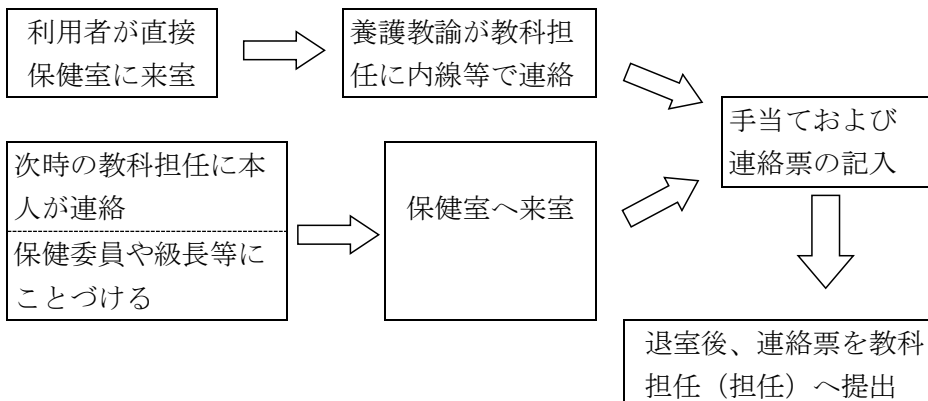 利用者が直接
保健室に来室
養護教諭が教科担
任に内線等で連絡
次時の教科担任に本
人が連絡
保健委員や級長等に
ことづける
保健室へ来室
手当ておよび
連絡票の記入
退室後、連絡票を教科
担任（担任）へ提出